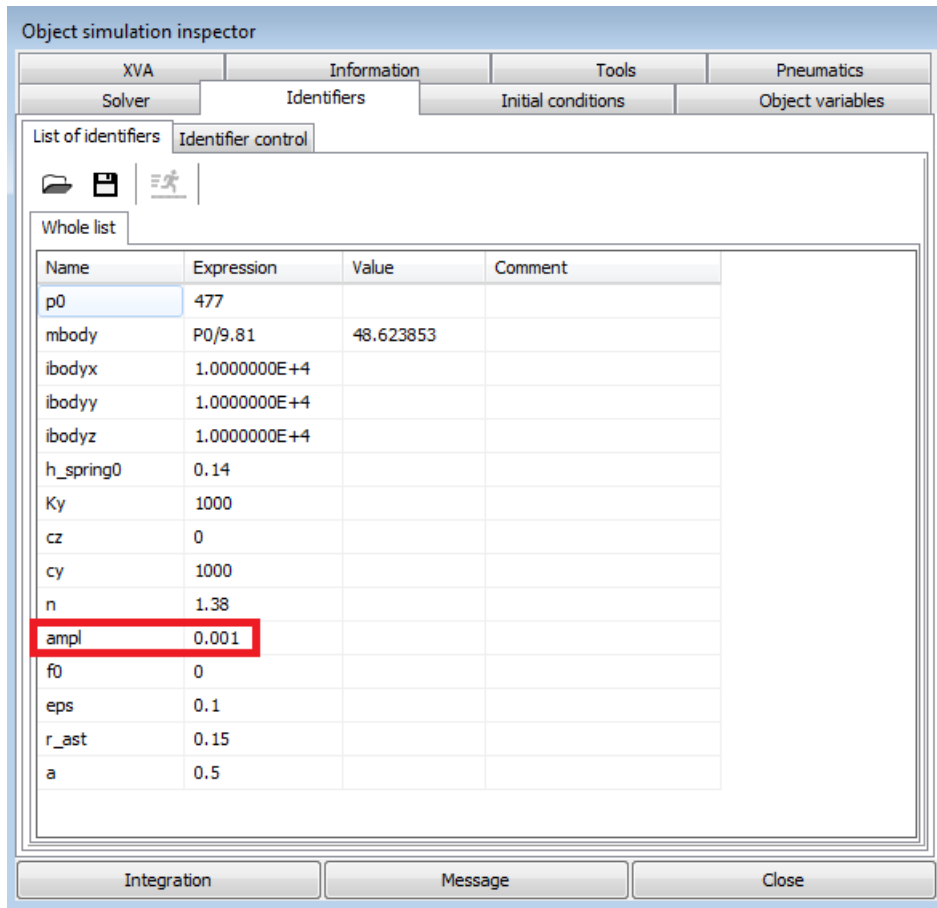 Object simulation inspector
XVA Information Tools Pneumatics
Solver Identifiers Initial conditions Object variables
List of identifiers Identifier control
Whole list
Name Expression Value Comment
p0 477
mbody P0/9.81 48.623853
ibodyx 1.0000000E+4
ibodyy 1.0000000E+4
ibodyz 1.0000000E+4
h_spring0 0.14
Ky 1000
cz 0
cy 1000
n 1.38
ampl 0.001
f0 0
eps 0.1
r_ast 0.15
a 0.5
Integration Message Close